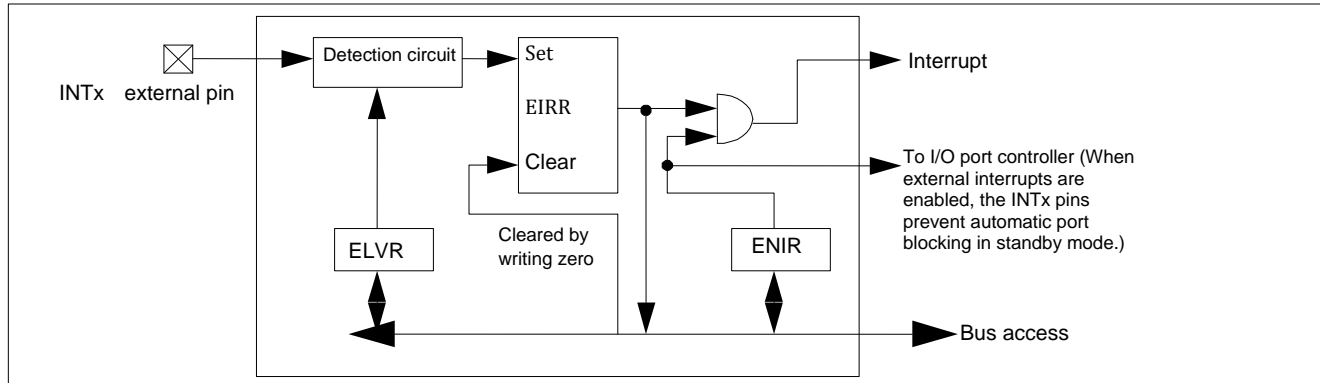 Detection circuit
Set
Interrupt
INTx external pin
EIRR
Clear
To I/O port controller (When
external interrupts are
enabled, the INTx pins
prevent automatic port
blocking in standby mode.)
ELVR
Cleared by
writing zero
ENIR
Bus access